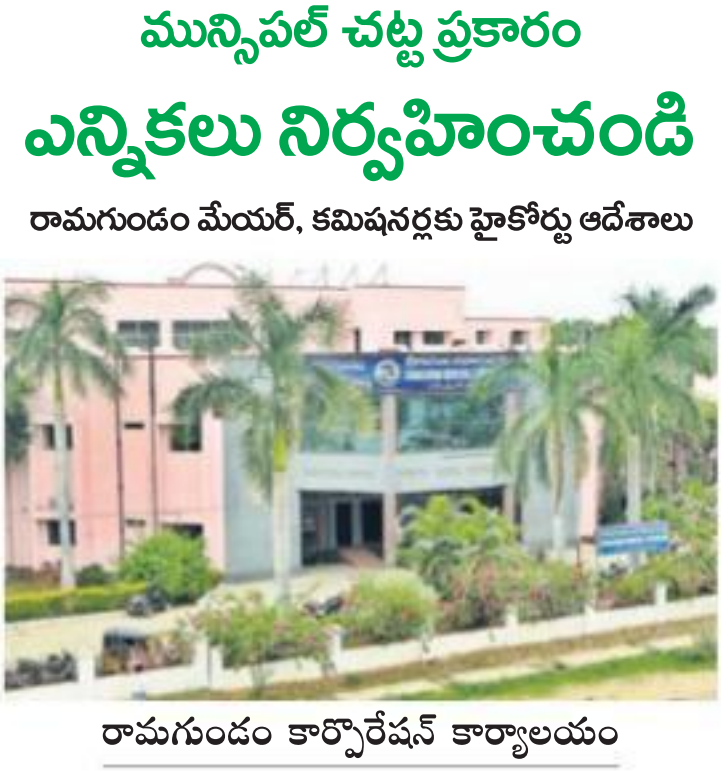 మున్సిపల్ చట్ట ప్రకారం
ఎన్నికలు నిర్వహించండి
రామగుండం మేయర్, కమిషనర్లకు హైకోర్టు ఆదేశాలు
రామగుండం కార్పొరేషన్ కార్యాలయం